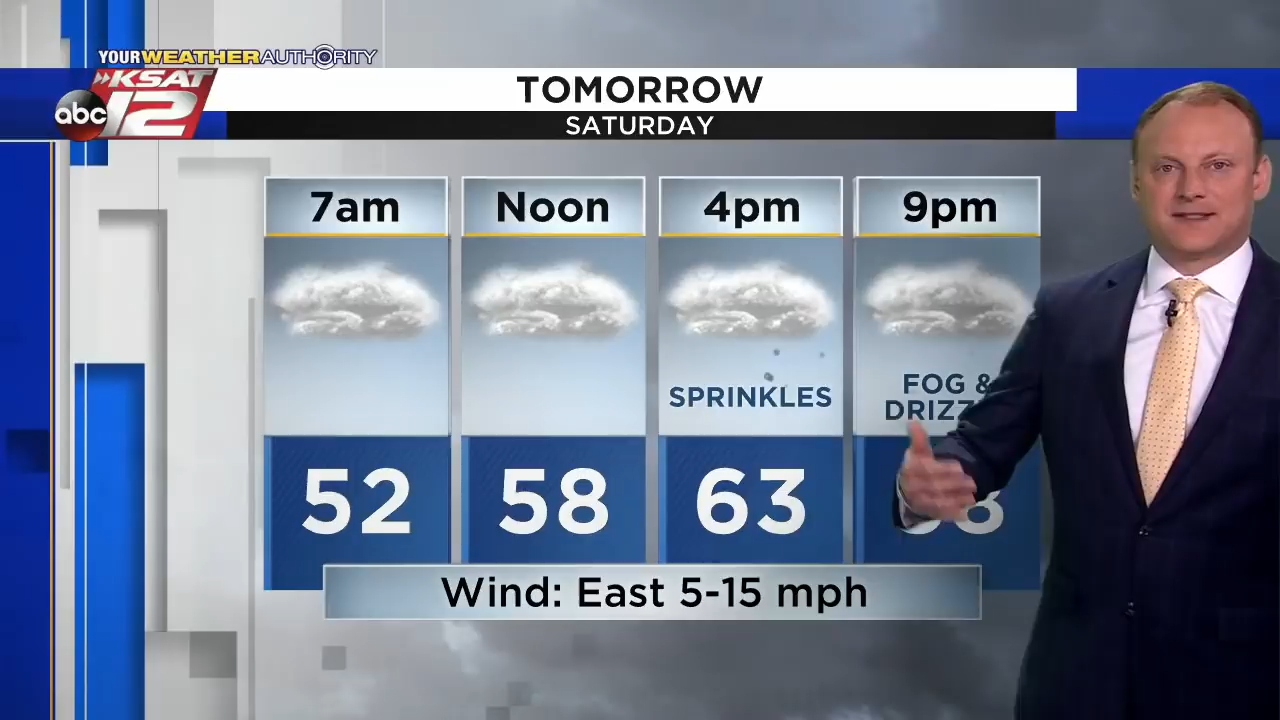 YOUR WEATHER AUTHORITY
KSAT
abc 12
TOMORROW
SATURDAY
7am Noon 4pm 9pm
SPRINKLES
FOG &
52 58 63
Wind: East 5-15 mph